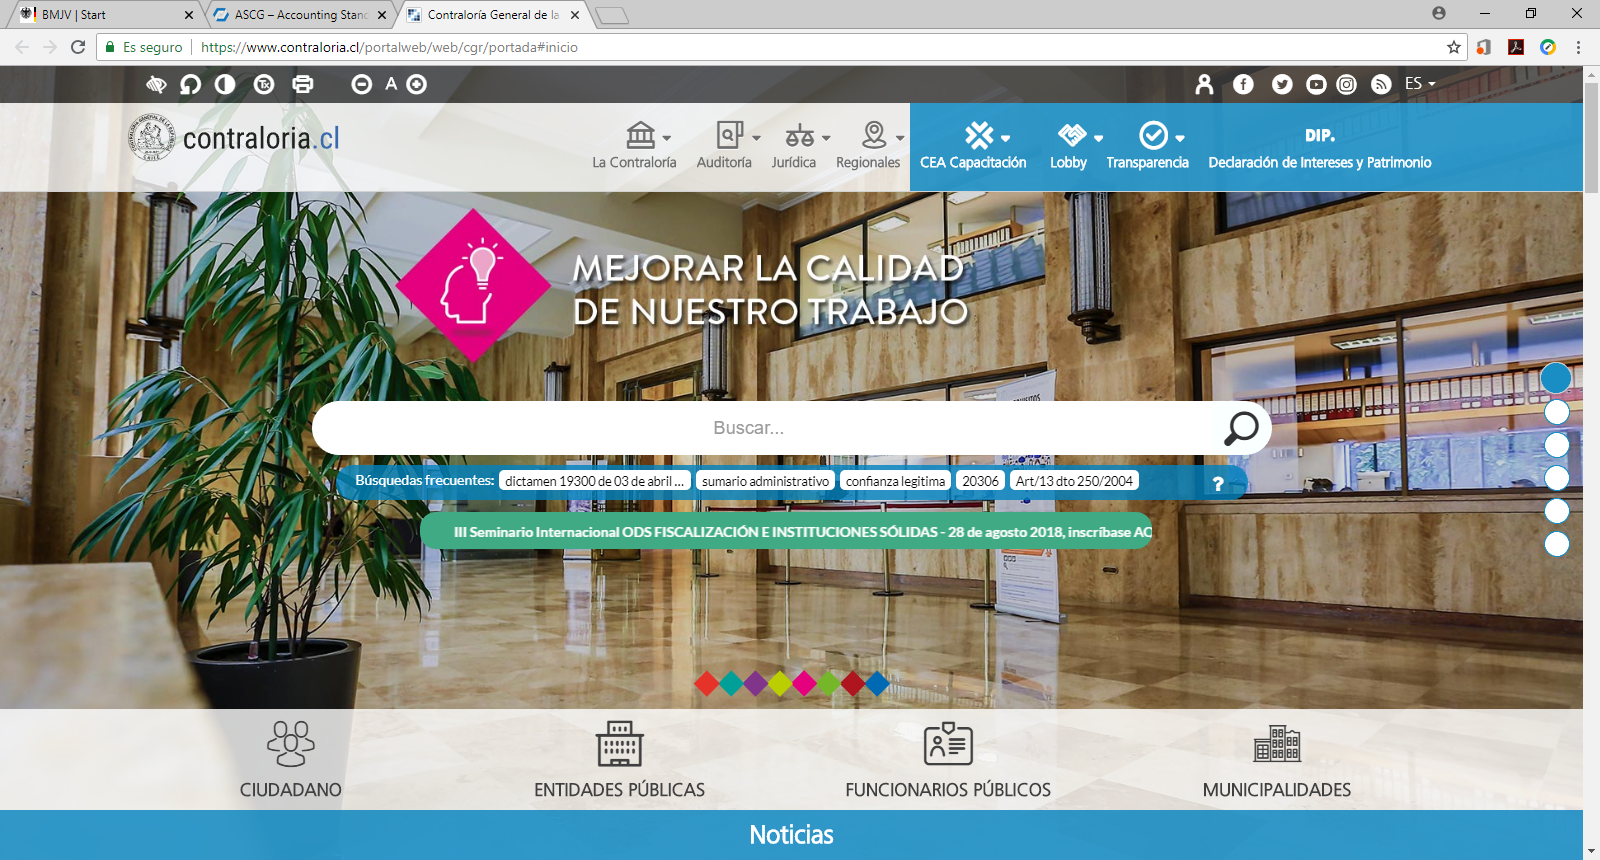 BMJV | Start
ASCG – Accounting Stanc
Contraloría General de la
Es seguro
https://www.contraloria.cl/portalweb/web/cgr/portada#inicio
Tx
A
ES
contraloria.cl
La Contraloría
Auditoría
Jurídica
Regionales
CEA Capacitación
Lobby
Transparencia
DIP.
Declaración de Intereses y Patrimonio
MEJORAR LA CALIDAD
DE NUESTRO TRABAJO
Buscar...
Búsquedas frecuentes: dictamen 19300 de 03 de abril ... sumario administrativo confianza legitima 20306 Art/13 dto 250/2004 ?
III Seminario Internacional ODS FISCALIZACIÓN E INSTITUCIONES SÓLIDAS - 28 de agosto 2018, inscríbase AC
CIUDADANO
ENTIDADES PÚBLICAS
FUNCIONARIOS PÚBLICOS
MUNICIPALIDADES
Noticias